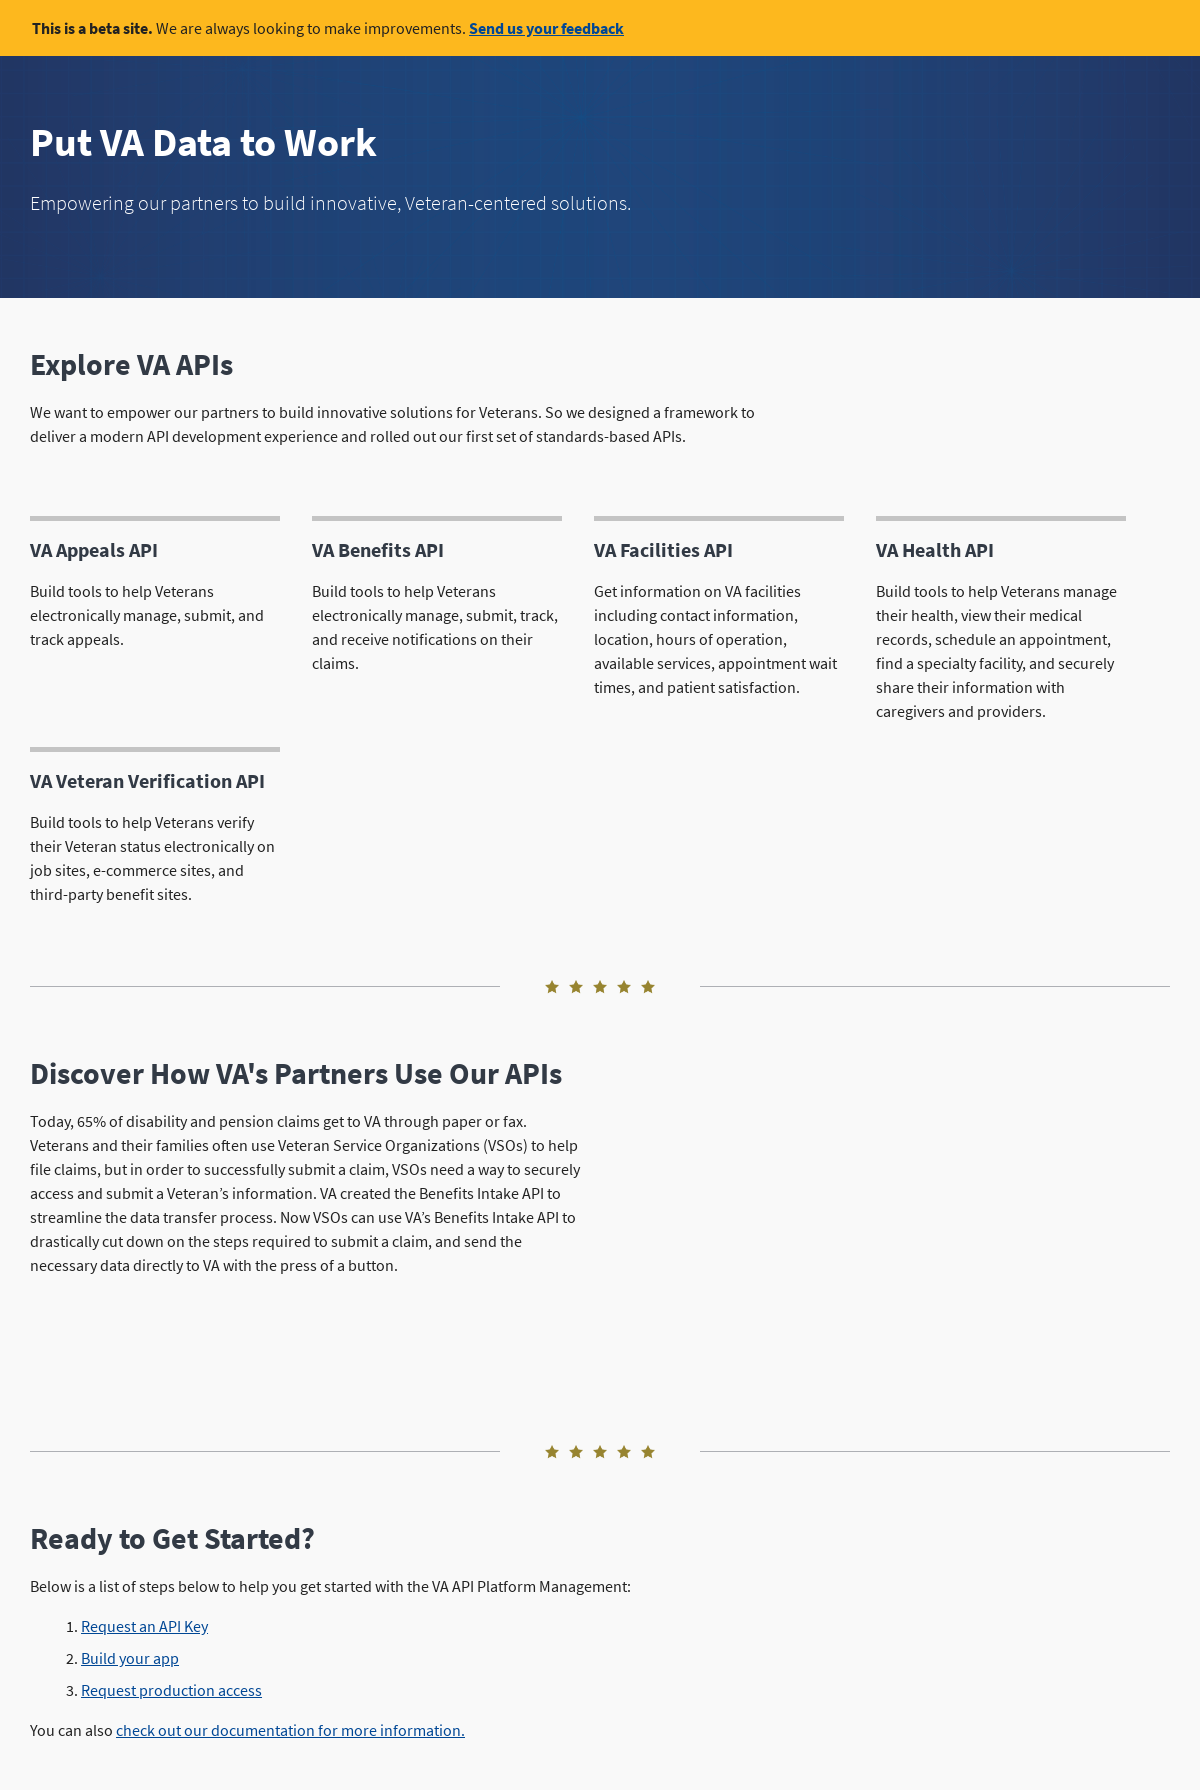 This is a beta site. We are always looking to make improvements. Send us your feedback
Put VA Data to Work
Empowering our partners to build innovative, Veteran-centered solutions.
Explore VA APIs
We want to empower our partners to build innovative solutions for Veterans. So we designed a framework to
deliver a modern API development experience and rolled out our first set of standards-based APIs.
VA Appeals API
Build tools to help Veterans
electronically manage, submit, and
track appeals.
VA Benefits API
Build tools to help Veterans
electronically manage, submit, track,
and receive notifications on their
claims.
VA Facilities API
Get information on VA facilities
including contact information,
location, hours of operation,
available services, appointment wait
times, and patient satisfaction.
VA Health API
Build tools to help Veterans manage
their health, view their medical
records, schedule an appointment,
find a specialty facility, and securely
share their information with
caregivers and providers.
VA Veteran Verification API
Build tools to help Veterans verify
their Veteran status electronically on
job sites, e-commerce sites, and
third-party benefit sites.
Discover How VA's Partners Use Our APIs
Today, 65% of disability and pension claims get to VA through paper or fax.
Veterans and their families often use Veteran Service Organizations (VSOs) to help
file claims, but in order to successfully submit a claim, VSOs need a way to securely
access and submit a Veteran’s information. VA created the Benefits Intake API to
streamline the data transfer process. Now VSOs can use VA’s Benefits Intake API to
drastically cut down on the steps required to submit a claim, and send the
necessary data directly to VA with the press of a button.
Ready to Get Started?
Below is a list of steps below to help you get started with the VA API Platform Management:
1. Request an API Key
2. Build your app
3. Request production access
You can also check out our documentation for more information.